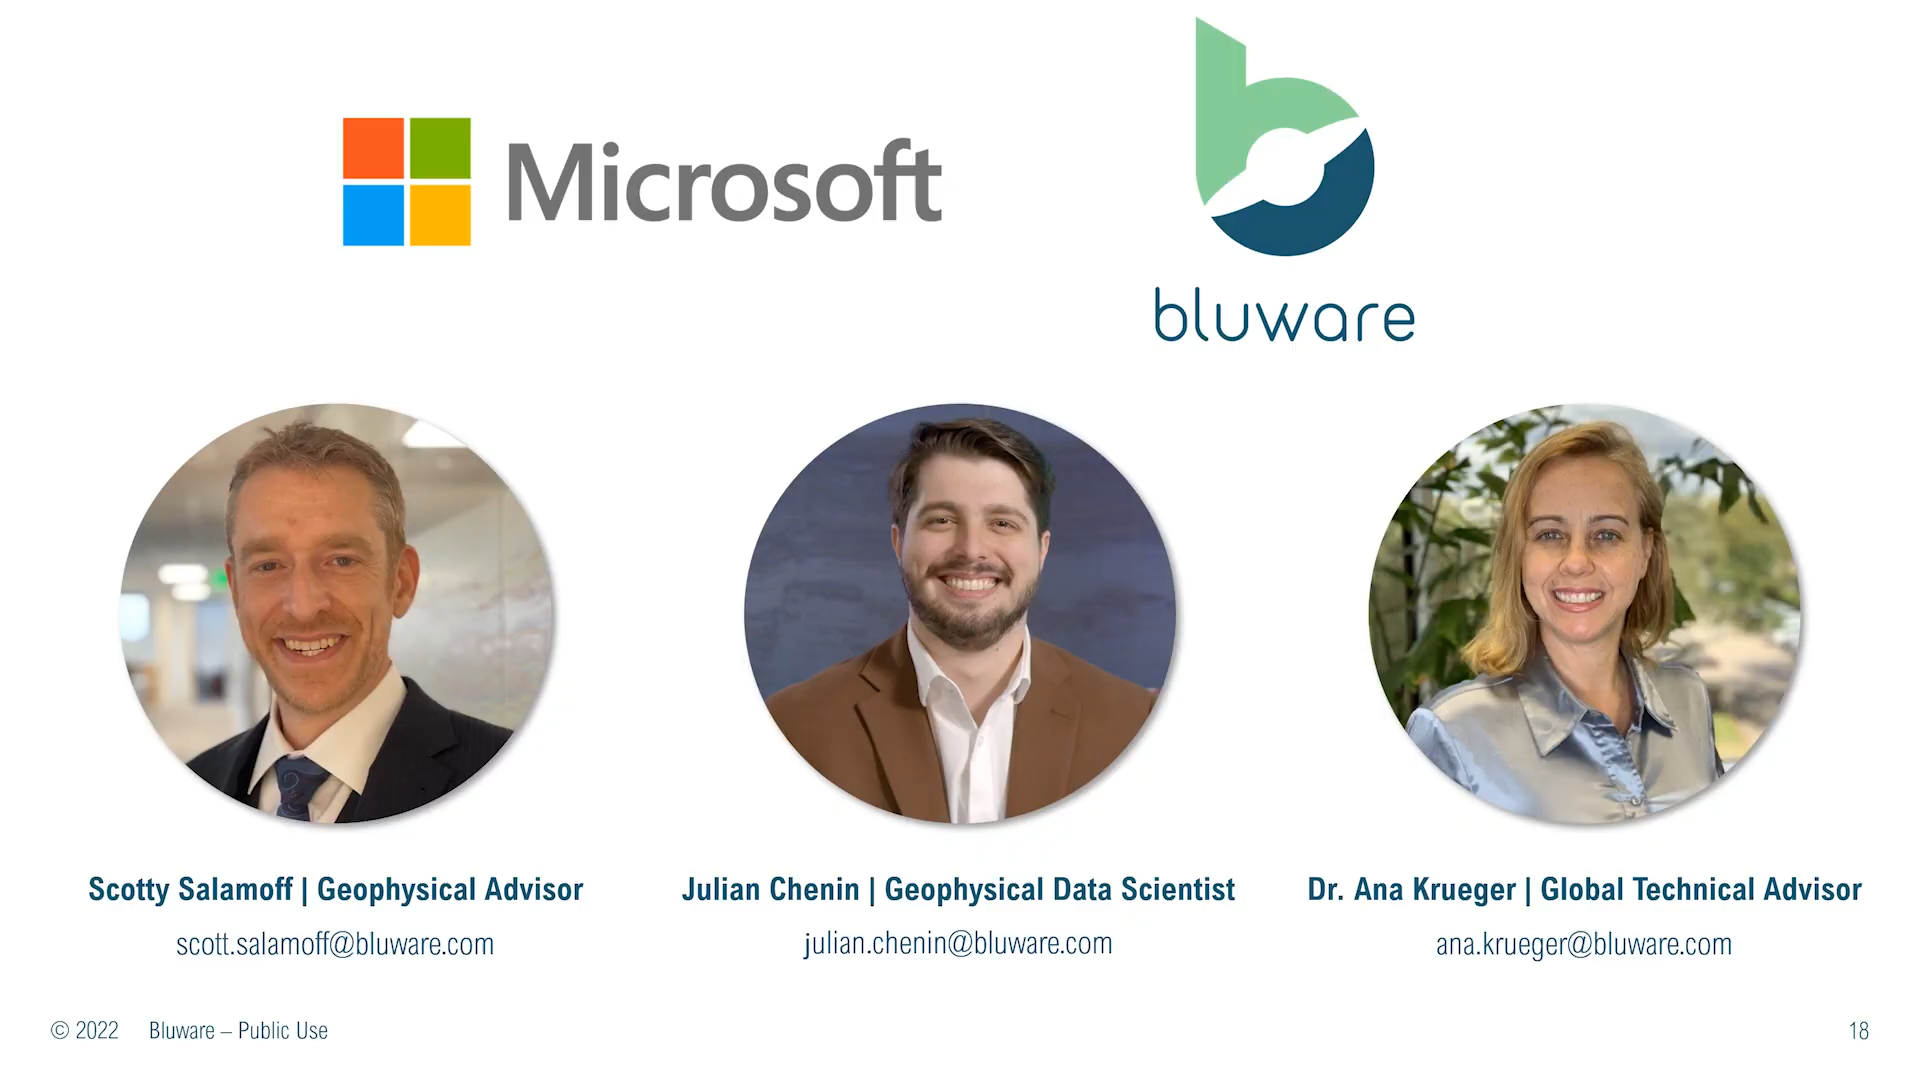 Microsoft
bluware
Scotty Salamoff | Geophysical Advisor
scott.salamoff@bluware.com
Julian Chenin | Geophysical Data Scientist
julian.chenin@bluware.com
Dr. Ana Krueger | Global Technical Advisor
ana.krueger@bluware.com
© 2022 Bluware – Public Use
18